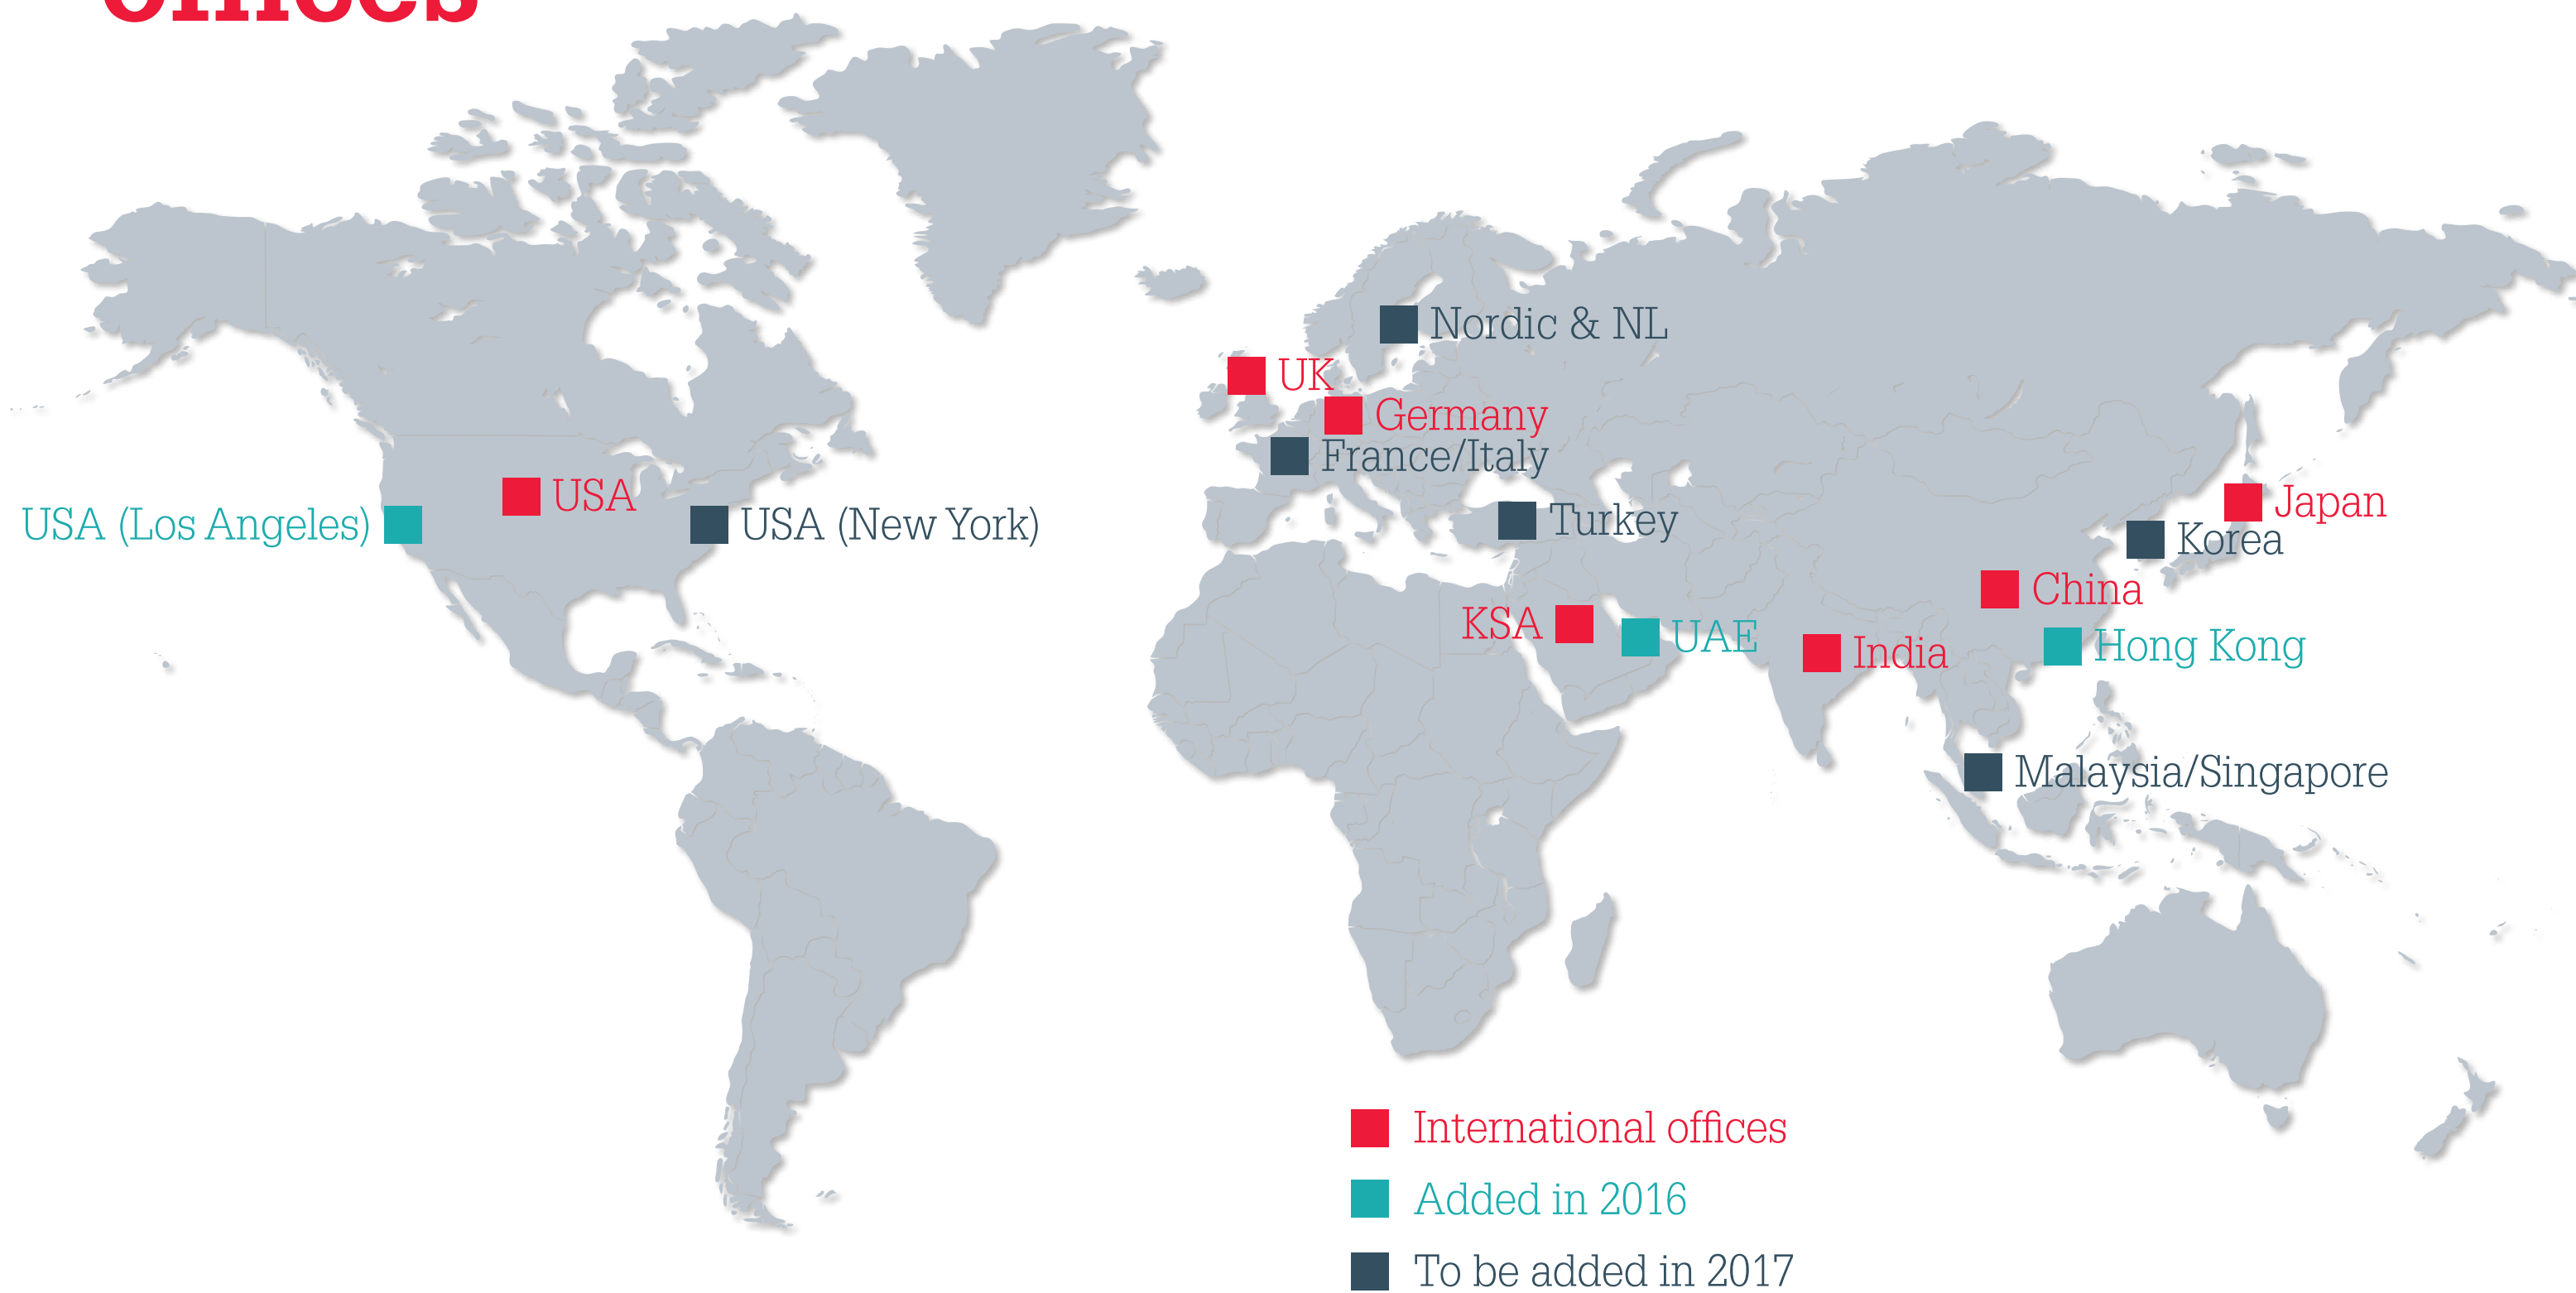 offices
Nordic & NL
UK
Germany
France/Italy
USA
USA (Los Angeles)
USA (New York)
Turkey
Japan
Korea
China
KSA
UAE
India
Hong Kong
Malaysia/Singapore
International offices
Added in 2016
To be added in 2017